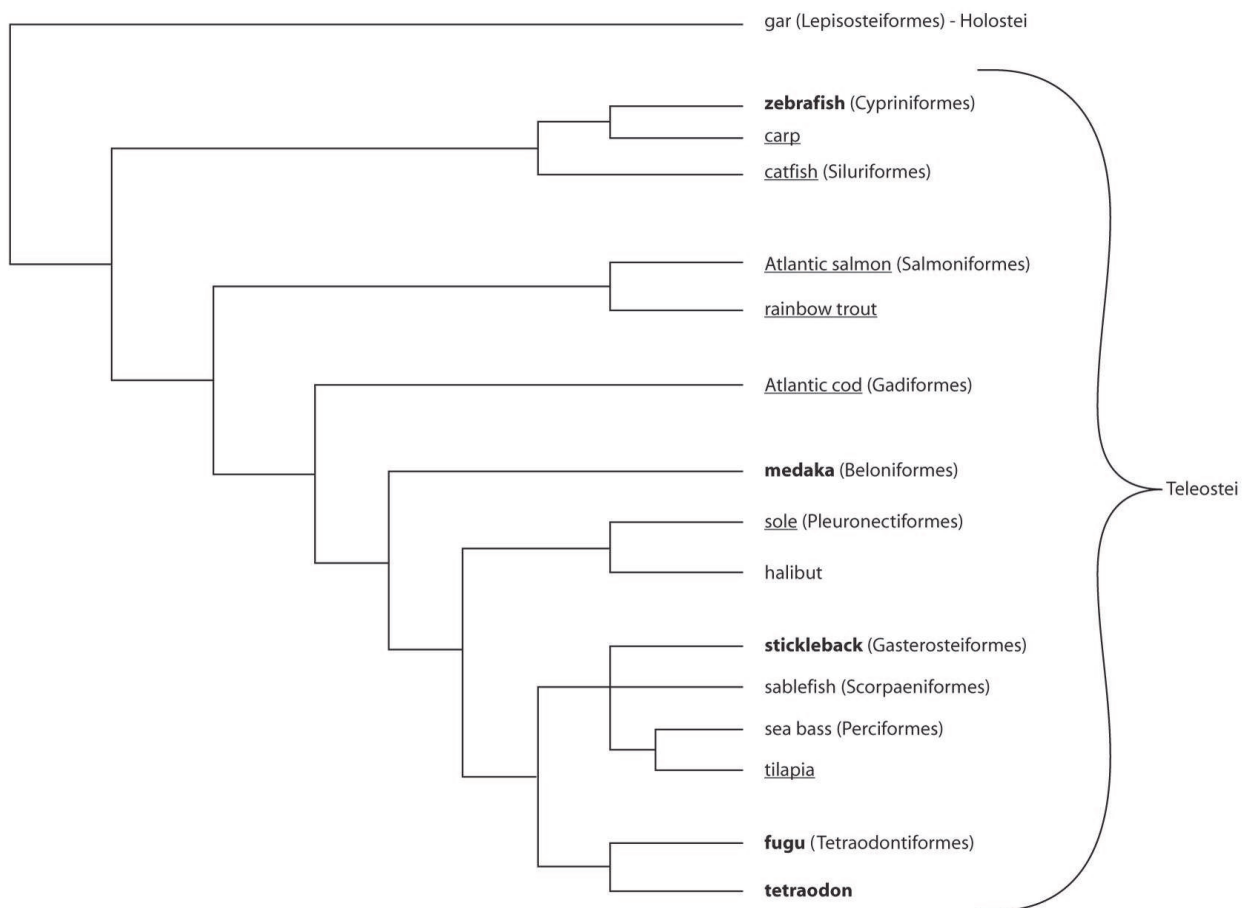 gar (Lepisosteiformes) - Holostei
zebrafish (Cypriniformes)
carp
catfish (Siluriformes)
Atlantic salmon (Salmoniformes)
rainbow trout
Atlantic cod (Gadiformes)
medaka (Beloniformes)
Teleostei
sole (Pleuronectiformes)
halibut
stickleback (Gasterosteiformes)
sablefish (Scorpaeniformes)
sea bass (Perciformes)
tilapia
fugu (Tetraodontiformes)
tetraodon